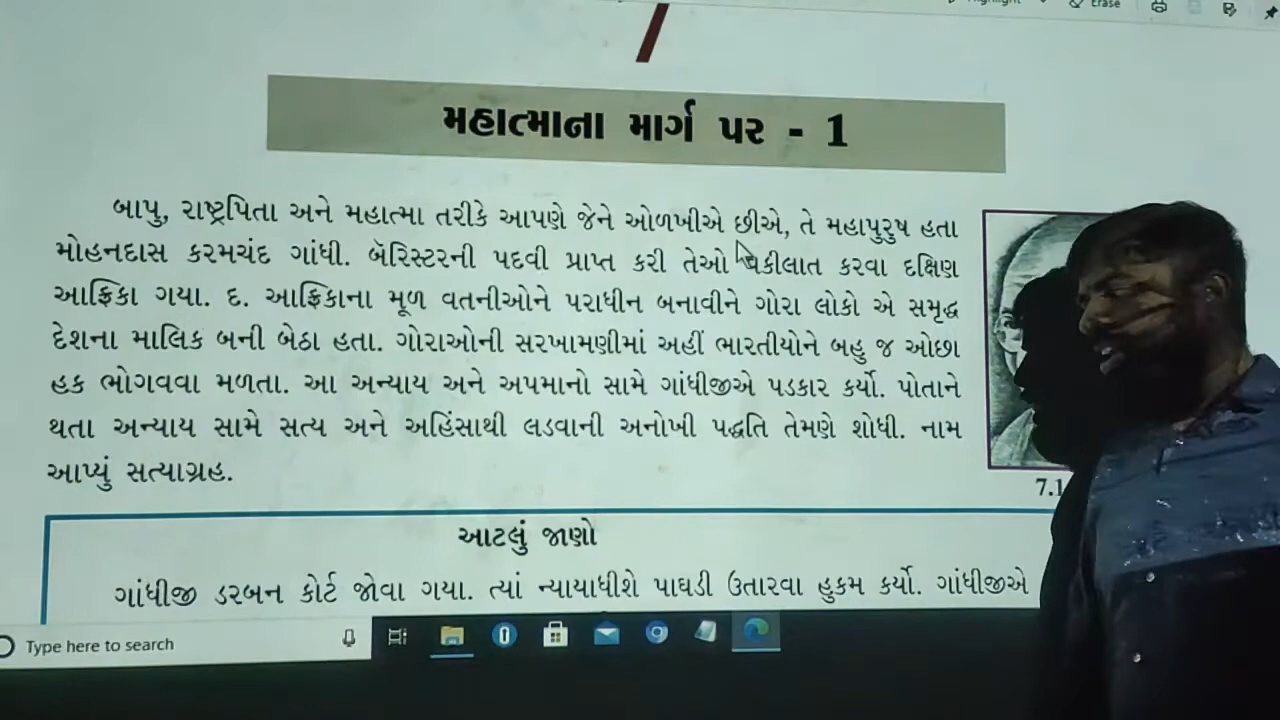 Erase
7
મહાત્માના માર્ગ પર - 1
બાપુ, રાષ્ટ્રપિતા અને મહાત્મા તરીકે આપણે જેને ઓળખીએ છીએ, તે મહાપુરુષ હતા
મોહનદાસ કરમચંદ ગાંધી. બૅરિસ્ટરની પદવી પ્રાપ્ત કરી તેઓ વકીલાત કરવા દક્ષિણ
આફ્રિકા ગયા. દ. આફ્રિકાના મૂળ વતનીઓને પરાધીન બનાવીને ગોરા લોકો એ સમૃદ્ધ
દેશના માલિક બની બેઠા હતા. ગોરાઓની સરખામણીમાં અહીં ભારતીયોને બહુ જ ઓછા
હક ભોગવવા મળતા. આ અન્યાય અને અપમાનો સામે ગાંધીજીએ પડકાર કર્યો. પોતાને
થતા અન્યાય સામે સત્ય અને અહિંસાથી લડવાની અનોખી પદ્ધતિ તેમણે શોધી. નામ
આપ્યું સત્યાગ્રહ.
7.1
આટલું જાણો
ગાંધીજી ડરબન કોર્ટ જોવા ગયા. ત્યાં ન્યાયાધીશે પાઘડી ઉતારવા હુકમ કર્યો. ગાંધીજીએ
Type here to search